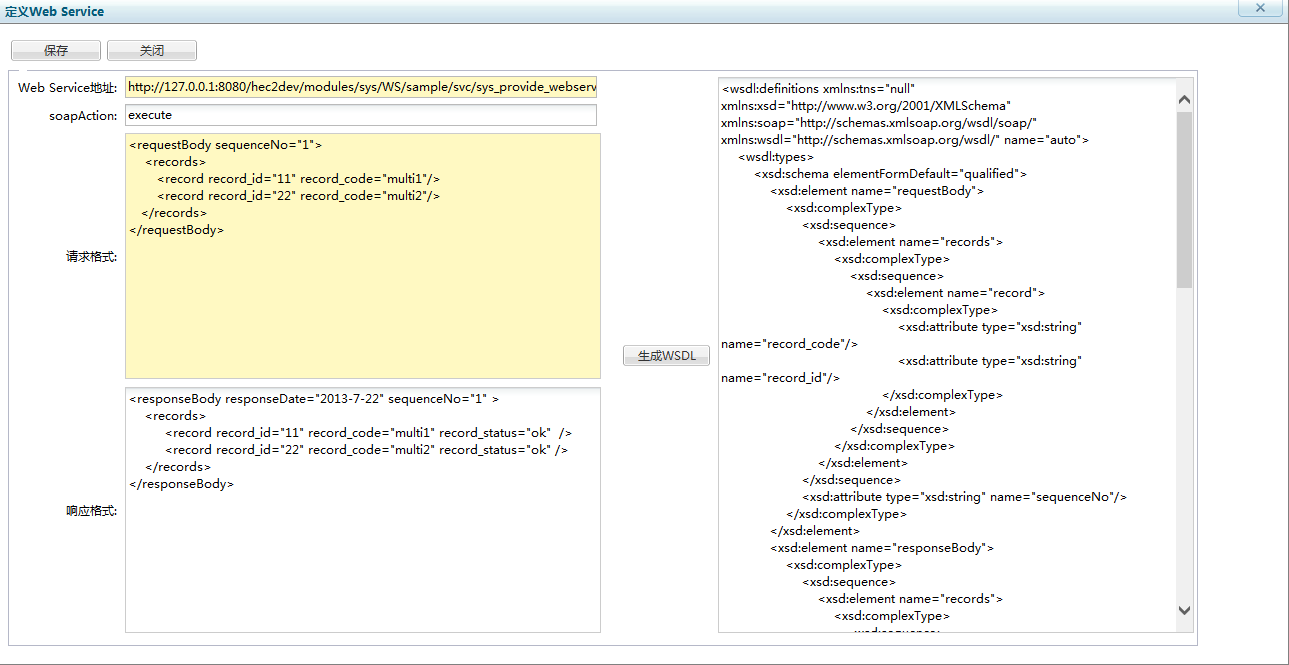 定义Web Service
保存
关闭
Web Service地址:
http://127.0.0.1:8080/hec2dev/modules/sys/WS/sample/svc/sys_provide_webserv
soapAction:
execute
请求格式:
<requestBody sequenceNo="1">
<records>
<record record_id="11" record_code="multi1"/>
<record record_id="22" record_code="multi2"/>
</records>
</requestBody>
响应格式:
<responseBody responseDate="2013-7-22" sequenceNo="1" >
<records>
<record record_id="11" record_code="multi1" record_status="ok"  />
<record record_id="22" record_code="multi2" record_status="ok" />
</records>
</responseBody>
生成WSDL
<wsdl:definitions xmlns:tns="null"
xmlns:xsd="http://www.w3.org/2001/XMLSchema"
xmlns:soap="http://schemas.xmlsoap.org/wsdl/soap/"
xmlns:wsdl="http://schemas.xmlsoap.org/wsdl/" name="auto">
<wsdl:types>
<xsd:schema elementFormDefault="qualified">
<xsd:element name="requestBody">
<xsd:complexType>
<xsd:sequence>
<xsd:element name="records">
<xsd:complexType>
<xsd:sequence>
<xsd:element name="record">
<xsd:complexType>
<xsd:attribute type="xsd:string"
name="record_code"/>
<xsd:attribute type="xsd:string"
name="record_id"/>
</xsd:complexType>
</xsd:element>
</xsd:sequence>
</xsd:complexType>
</xsd:element>
</xsd:sequence>
<xsd:attribute type="xsd:string" name="sequenceNo"/>
</xsd:complexType>
</xsd:element>
<xsd:element name="responseBody">
<xsd:complexType>
<xsd:sequence>
<xsd:element name="records">
<xsd:complexType>